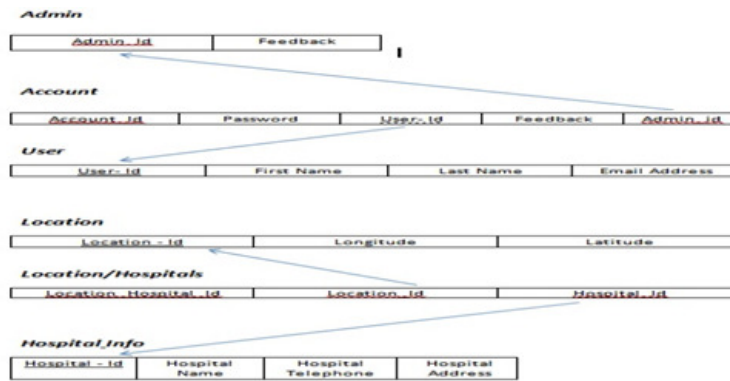 Admin
Admin_Id Feedback
Account
Account_Id Password User-_Id Feedback Admin_id
User
User- Id First Name Last Name Email Address
Location
Location - Id Longitude Latitude
Location/Hospitals
Location_Hospital_Id Location_Id Hospital_Id
Hospital_Info
Hospital - Id Hospital Name Hospital Telephone Hospital Address